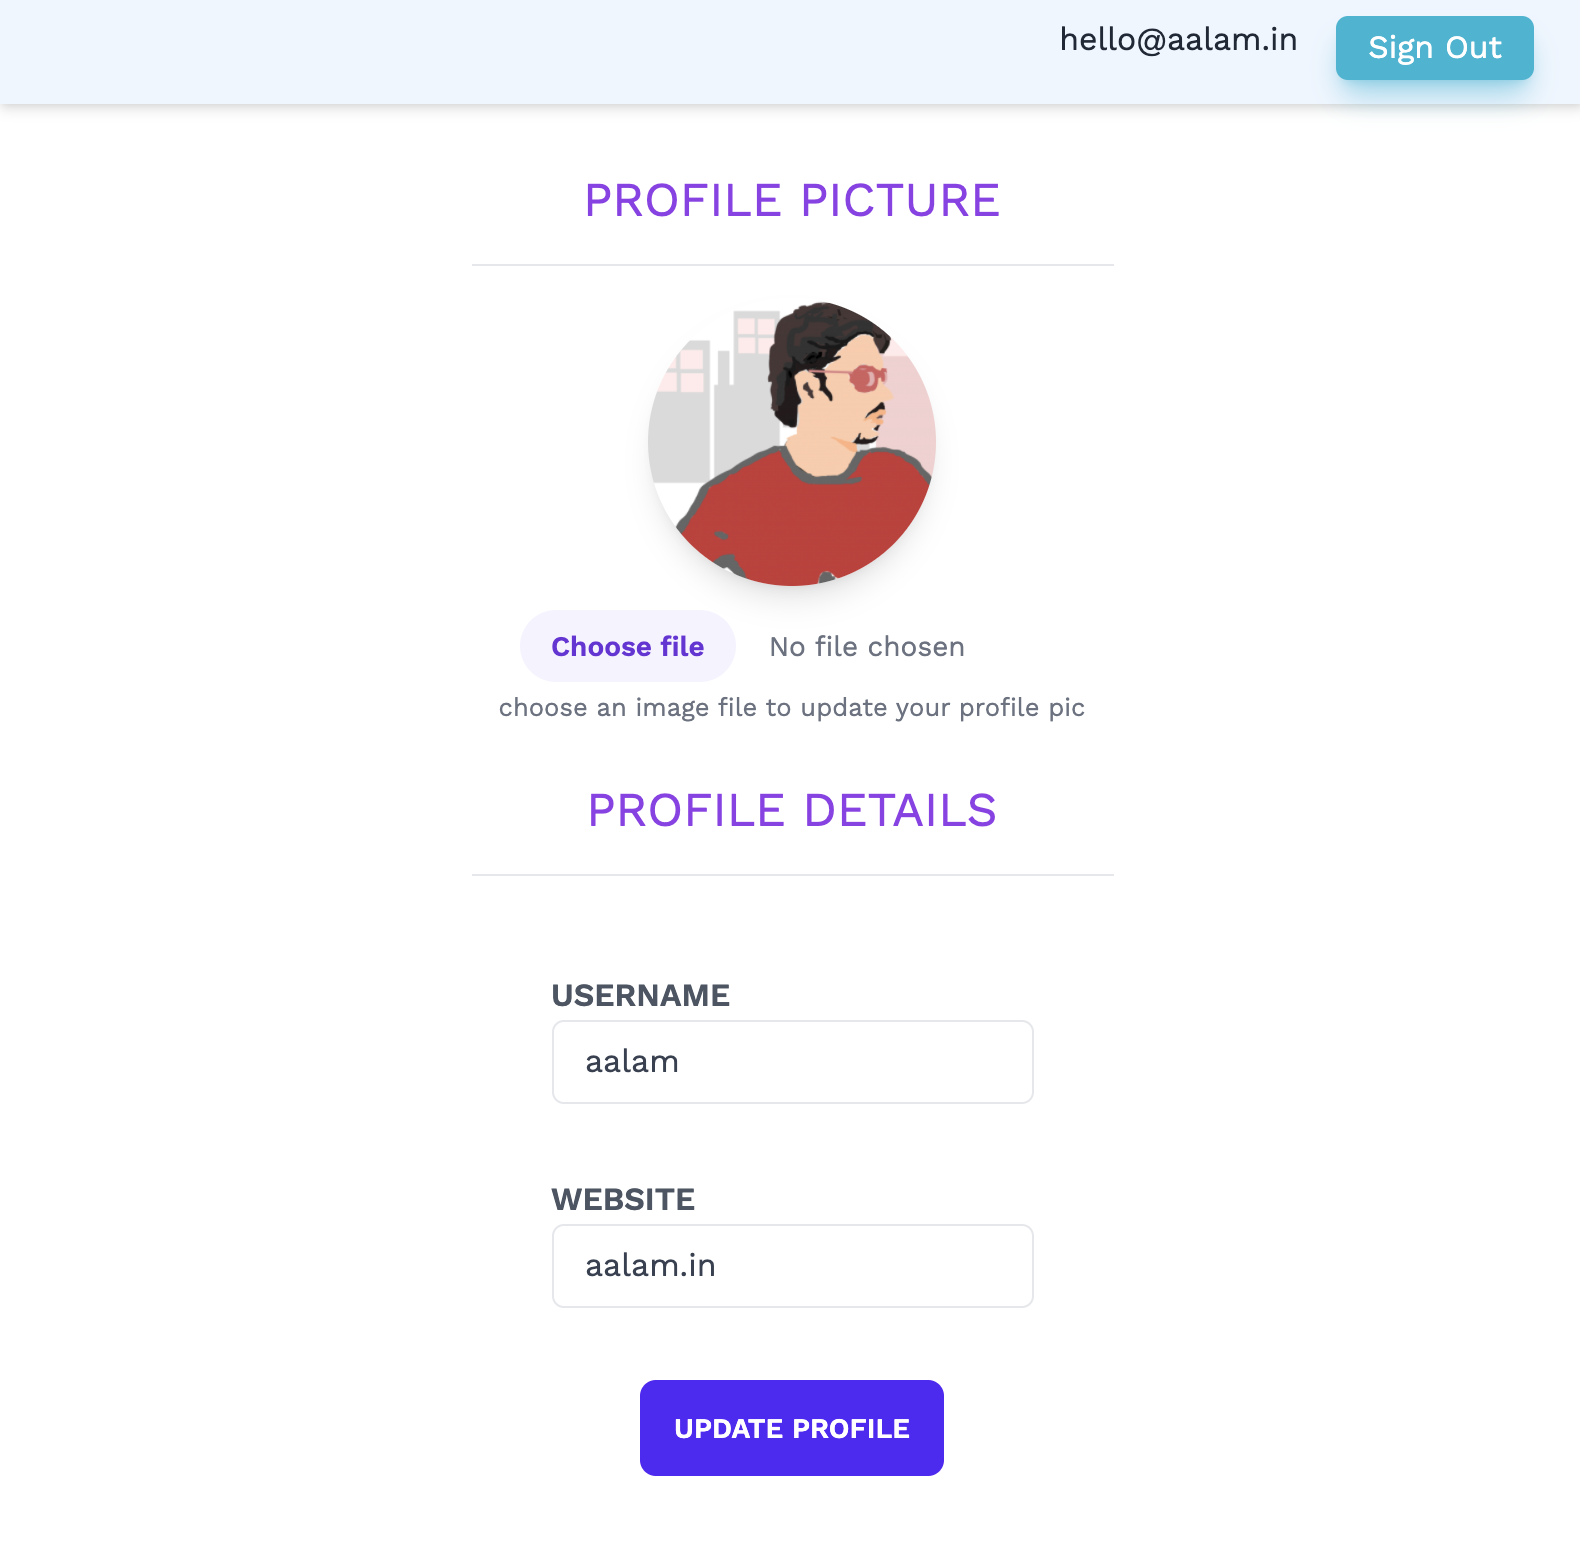 hello@aalam.in
Sign Out
PROFILE PICTURE
Choose file No file chosen
choose an image file to update your profile pic
PROFILE DETAILS
USERNAME
aalam
WEBSITE
aalam.in
UPDATE PROFILE